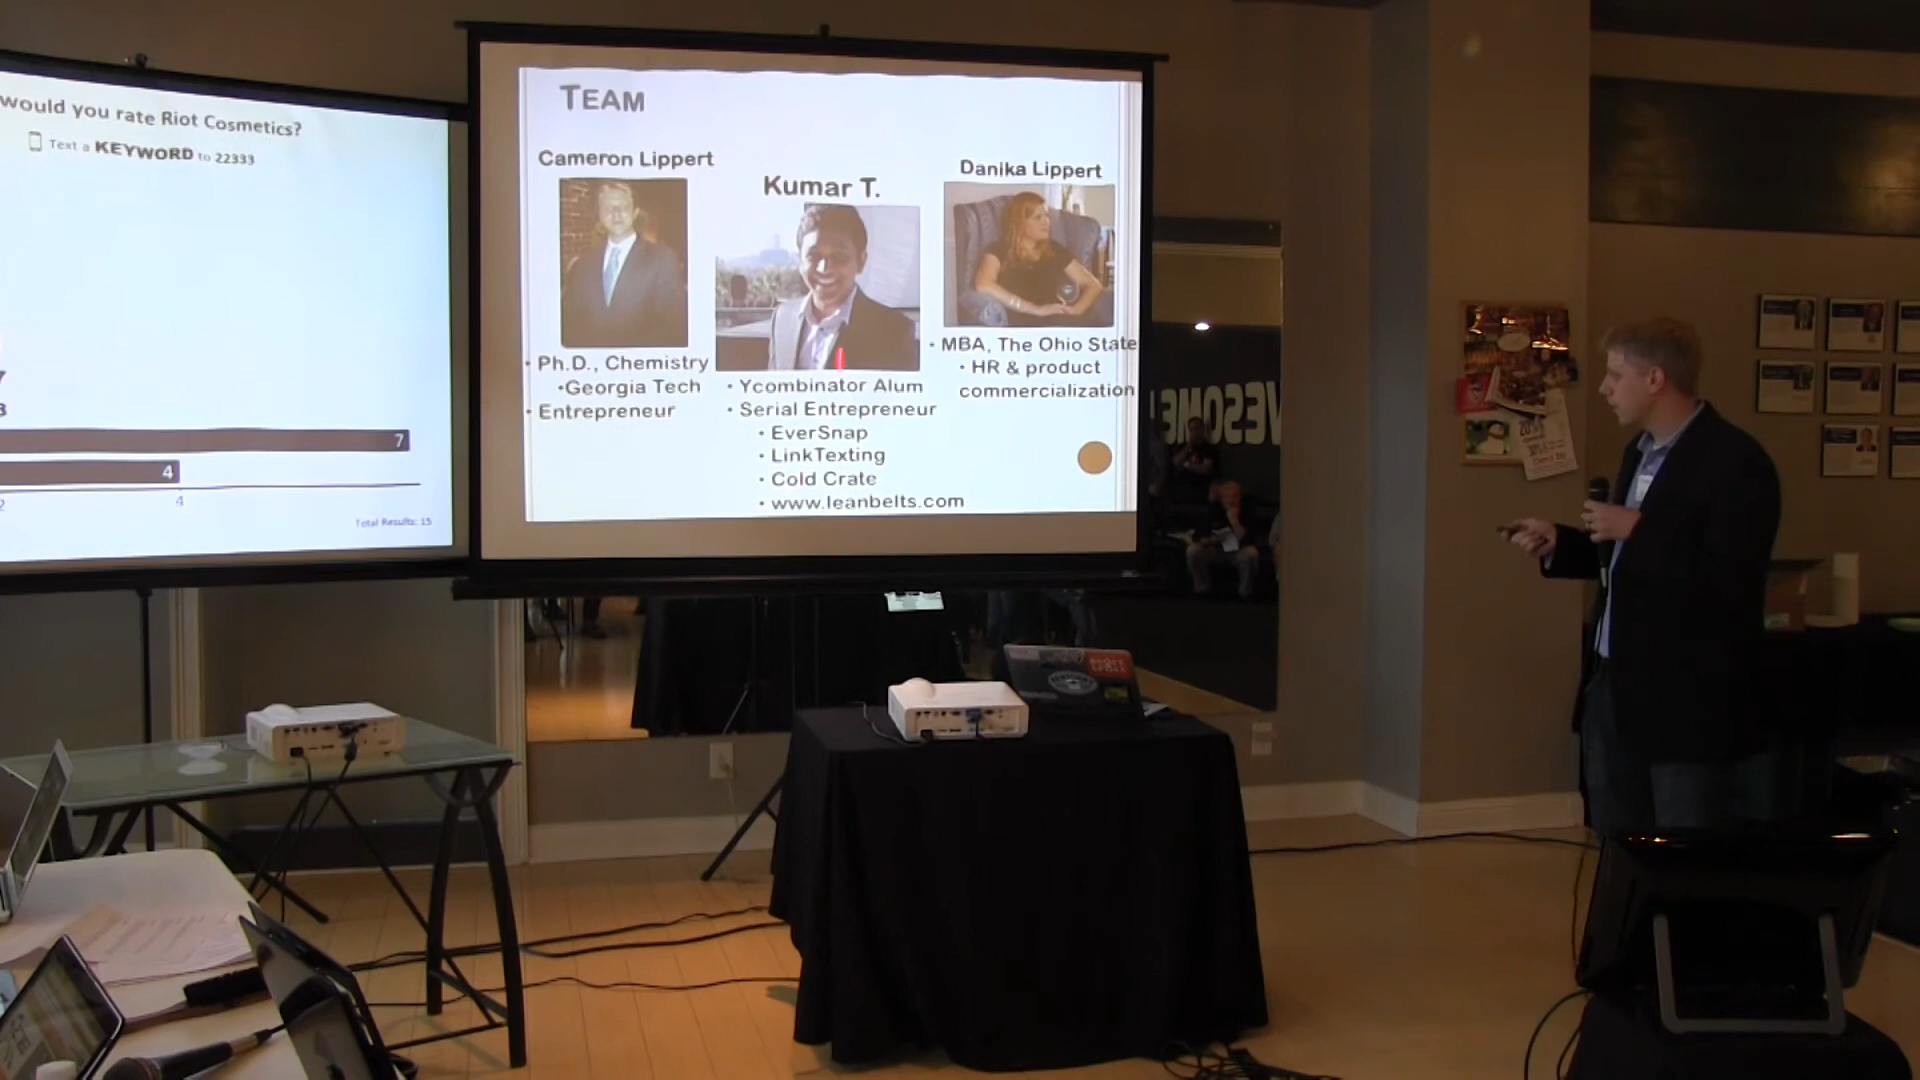 would you rate Riot Cosmetics?
Text a KEYWORD to 22333
7
4
4
Total Results: 15
TEAM
Cameron Lippert
• Ph.D., Chemistry
•Georgia Tech
• Entrepreneur
Kumar T.
• Ycombinator Alum
• Serial Entrepreneur
• EverSnap
• LinkTexting
• Cold Crate
• www.leanbelts.com
Danika Lippert
• MBA, The Ohio State
• HR & product
commercialization